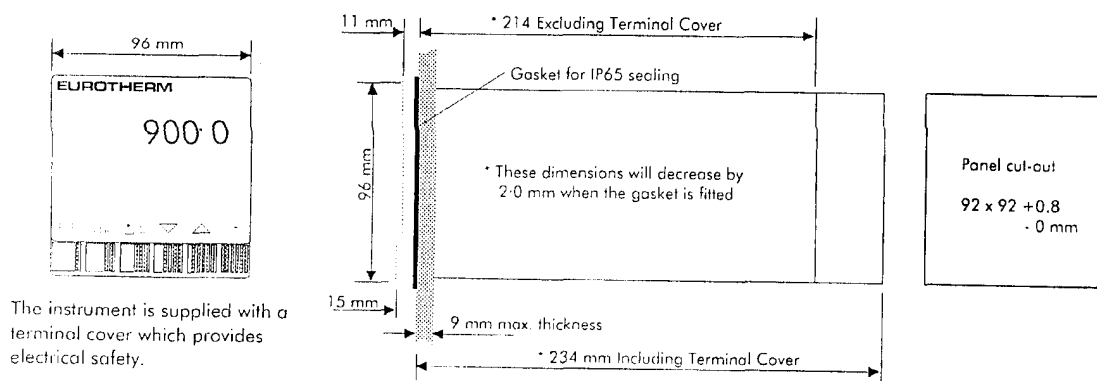 96 mm
EUROTHERM
900·0
The instrument is supplied with a
terminal cover which provides
electrical safety.
11 mm
* 214 Excluding Terminal Cover
Gasket for IP65 sealing
96 mm
* These dimensions will decrease by
2·0 mm when the gasket is fitted
15 mm
9 mm max. thickness
* 234 mm Including Terminal Cover
Panel cut-out
92 x 92 +0.8
- 0 mm